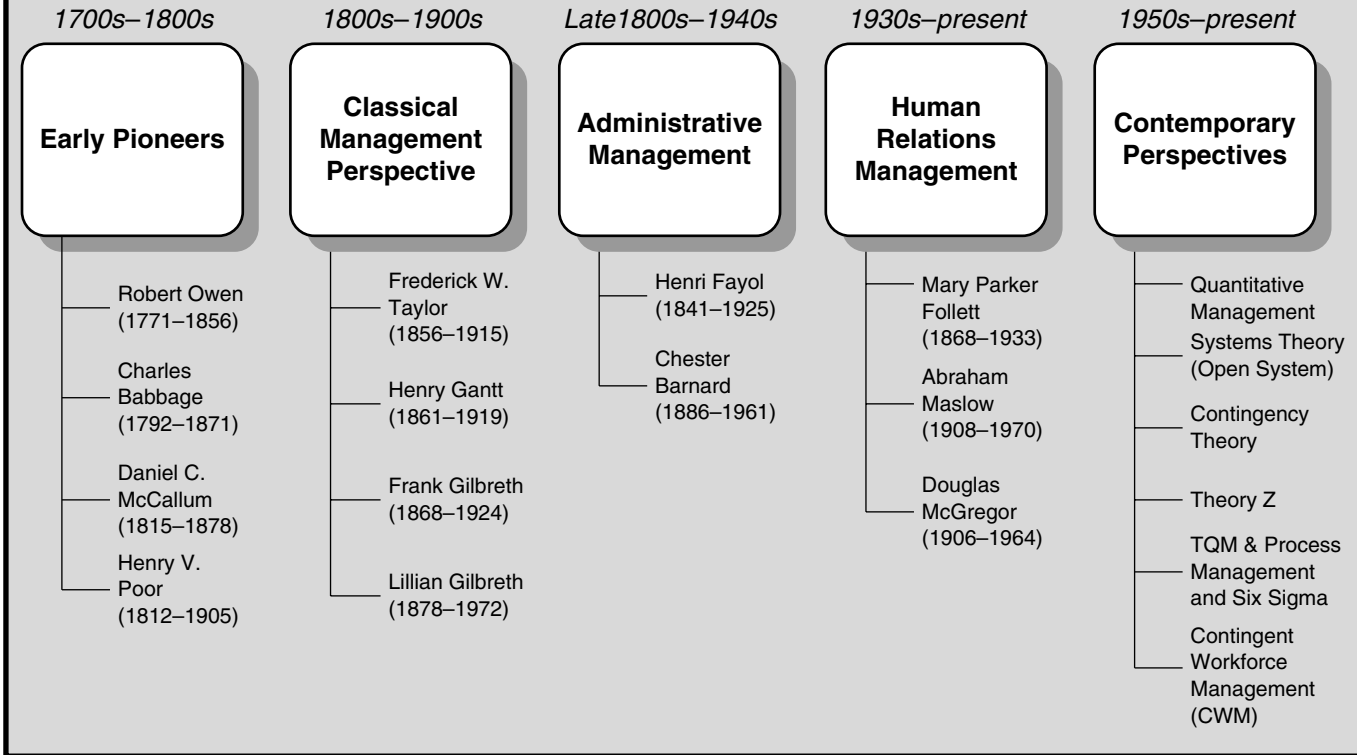 1700s–1800s
Early Pioneers
Robert Owen
(1771–1856)
Charles
Babbage
(1792–1871)
Daniel C.
McCallum
(1815–1878)
Henry V.
Poor
(1812–1905)
1800s–1900s
Classical
Management
Perspective
Frederick W.
Taylor
(1856–1915)
Henry Gantt
(1861–1919)
Frank Gilbreth
(1868–1924)
Lillian Gilbreth
(1878–1972)
Late1800s–1940s
Administrative
Management
Henri Fayol
(1841–1925)
Chester
Barnard
(1886–1961)
1930s–present
Human
Relations
Management
Mary Parker
Follett
(1868–1933)
Abraham
Maslow
(1908–1970)
Douglas
McGregor
(1906–1964)
1950s–present
Contemporary
Perspectives
Quantitative
Management
Systems Theory
(Open System)
Contingency
Theory
Theory Z
TQM & Process
Management
and Six Sigma
Contingent
Workforce
Management
(CWM)